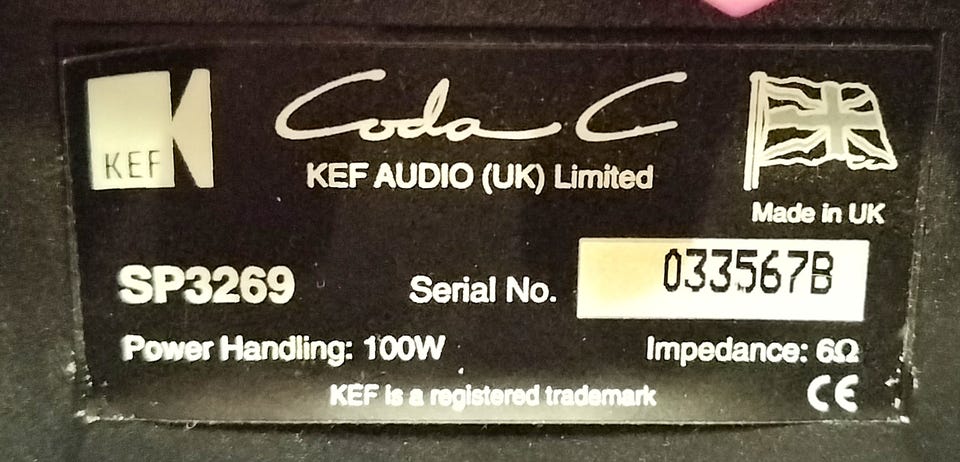 KEF
Coda C
KEF AUDIO (UK) Limited
Made in UK
SP3269
Serial No. 033567B
Power Handling: 100W
Impedance: 6Ω
KEF is a registered trademark
CE